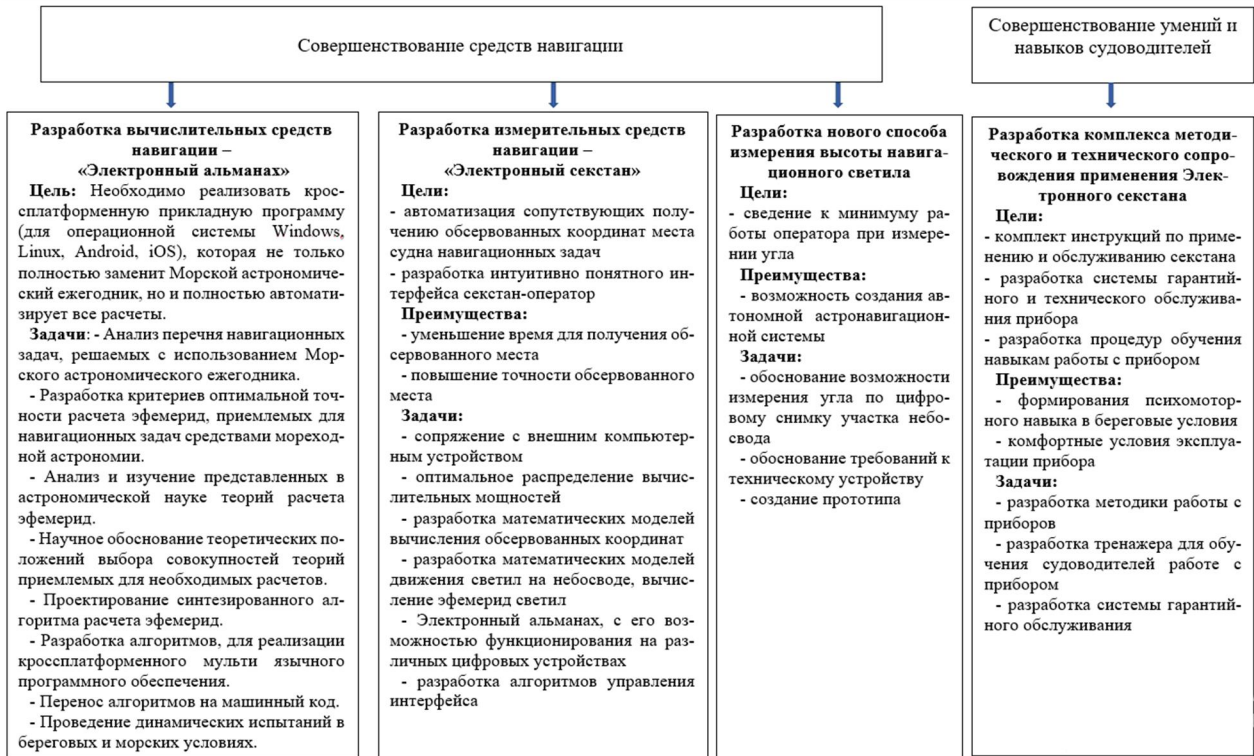 Совершенствование средств навигации
Совершенствование умений и
навыков судоводителей
Разработка вычислительных средств
навигации –
«Электронный альманах»
Цель: Необходимо реализовать крос-
сплатформенную прикладную программу
(для операционной системы Windows,
Linux, Android, iOS), которая не только
полностью заменит Морской астрономиче-
ский ежегодник, но и полностью автомати-
зирует все расчеты.
Задачи: - Анализ перечня навигационных
задач, решаемых с использованием Мор-
ского астрономического ежегодника.
- Разработка критериев оптимальной точ-
ности расчета эфемерид, приемлемых для
навигационных задач средствами мореход-
ной астрономии.
- Анализ и изучение представленных в
астрономической науке теорий расчета
эфемерид.
- Научное обоснование теоретических по-
ложений выбора совокупностей теорий
приемлемых для необходимых расчетов.
- Проектирование синтезированного ал-
горитма расчета эфемерид.
- Разработка алгоритмов, для реализации
кроссплатформенного мульти язычного
программного обеспечения.
- Перенос алгоритмов на машинный код.
- Проведение динамических испытаний в
береговых и морских условиях.
Разработка измерительных средств
навигации –
«Электронный секстан»
Цели:
- автоматизация сопутствующих полу-
чению обсервованных координат места
судна навигационных задач
- разработка интуитивно понятного ин-
терфейса секстан-оператор
Преимущества:
- уменьшение время для получения об-
сервованного места
- повышение точности обсервованного
места
Задачи:
- сопряжение с внешним компьютер-
ным устройством
- оптимальное распределение вычис-
лительных мощностей
- разработка математических моделей
вычисления обсервованных координат
- разработка математических моделей
движения светил на небосводе, вычис-
ление эфемерид светил
- Электронный альманах, с его воз-
можностью функционирования на раз-
личных цифровых устройствах
- разработка алгоритмов управления
интерфейса
Разработка нового способа
измерения высоты навига-
ционного светила
Цели:
- сведение к минимуму ра-
боты оператора при измере-
нии угла
Преимущества:
- возможность создания ав-
тономной астронавигацион-
ной системы
Задачи:
- обоснование возможности
измерения угла по цифро-
вому снимку участка небо-
свода
- обоснование требований к
техническому устройству
- создание прототипа
Разработка комплекса методи-
ческого и технического сопро-
вождения применения Элек-
тронного секстана
Цели:
- комплект инструкций по приме-
нению и обслуживанию секстана
- разработка системы гарантий-
ного и технического обслужива-
ния прибора
- разработка процедур обучения
навыкам работы с прибором
Преимущества:
- формирования психомотор-
ного навыка в береговые условия
- комфортные условия эксплуа-
тации прибора
Задачи:
- разработка методики работы с
приборов
- разработка тренажера для обу-
чения судоводителей работе с
прибором
- разработка системы гарантий-
ного обслуживания